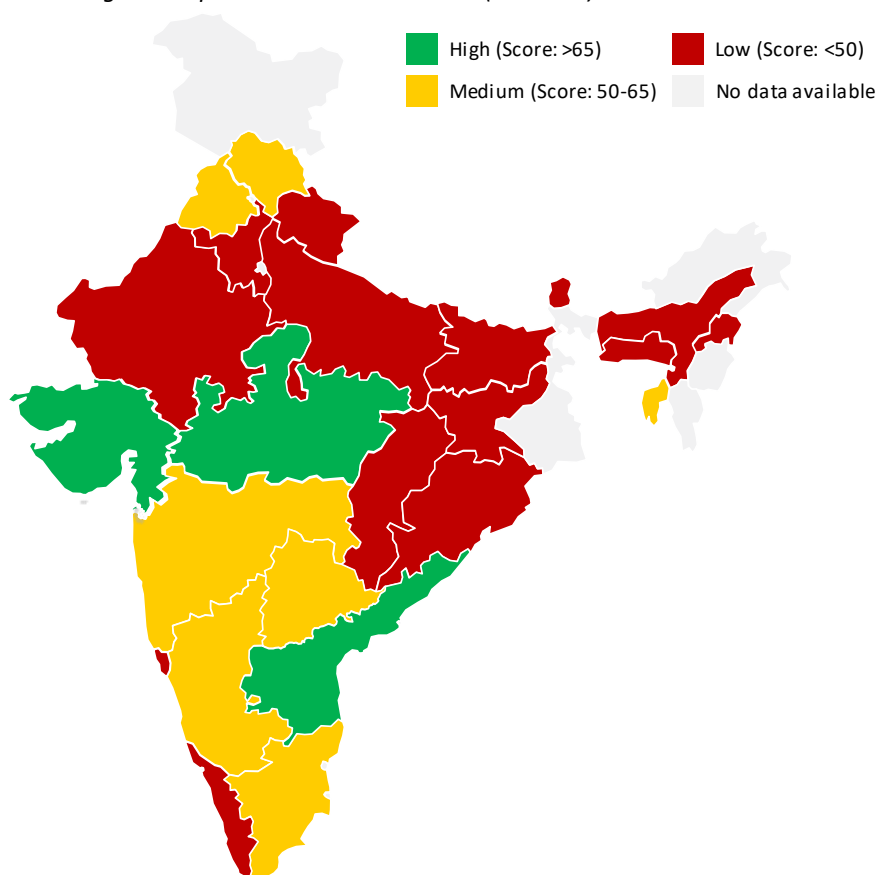 High (Score: >65)
Low (Score: <50)
Medium (Score: 50-65)
No data available